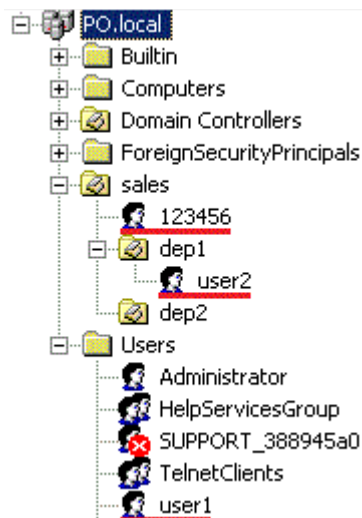 PO.local
Builtin
Computers
Domain Controllers
ForeignSecurityPrincipals
sales
123456
dep1
user2
dep2
Users
Administrator
HelpServicesGroup
SUPPORT_388945a0
TelnetClients
user1